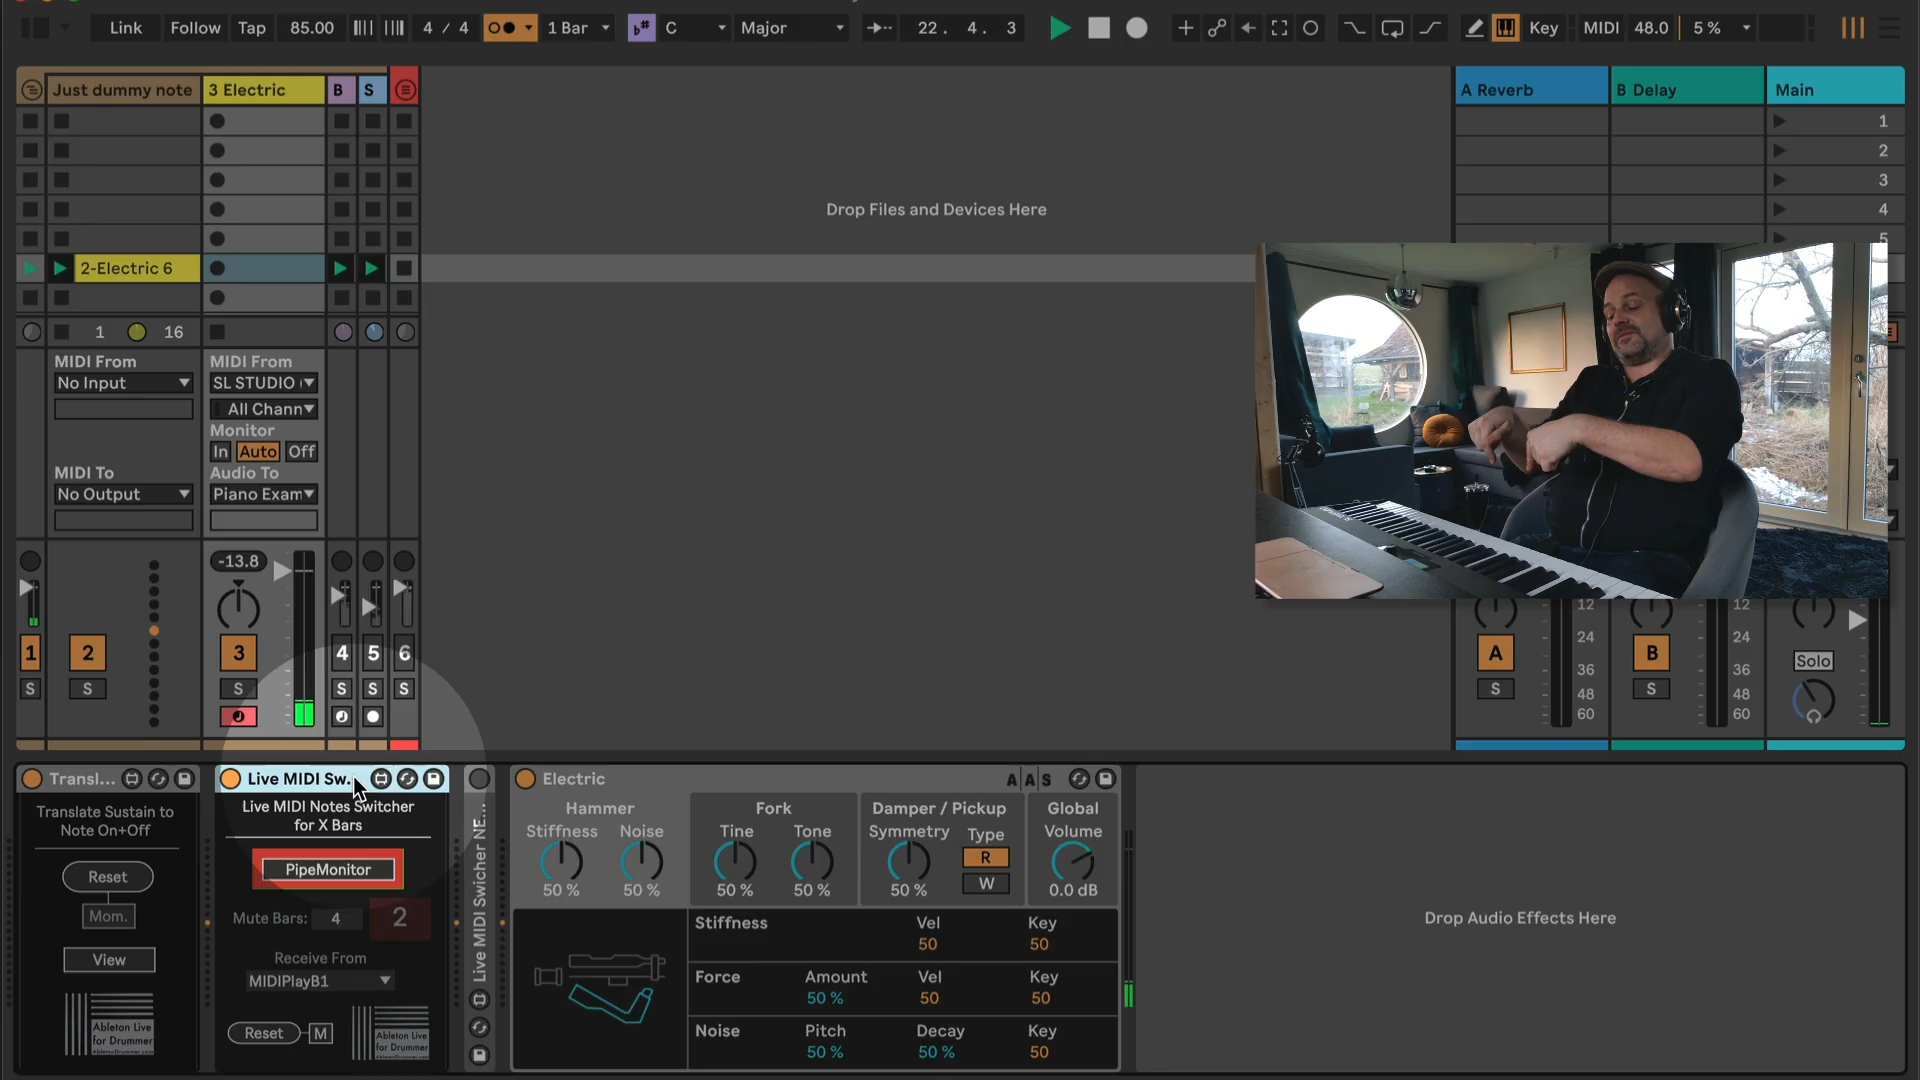 Link Follow Tap 85.00 4 / 4 1 Bar C Major 22. 4. 3 Key MIDI 48.0 5 %
Just dummy note 3 Electric B S A Reverb B Delay Main
1
2
3
4
5
Drop Files and Devices Here
2-Electric 6
1 16
MIDI From MIDI From
No Input SL STUDIO
All Chann
Monitor
In Auto Off
MIDI To Audio To
No Output Piano Exam
-13.8
12 12
1 2 3 4 5 6 A B
24 24
Solo
36 36
S S S S S S S S
48 48
60 60
Transl... Live MIDI Sw... Electric A A S
Translate Sustain to
Note On+Off
Reset
Mom.
View
Ableton Live
for Drummer
AbletonDrummer.com
Live MIDI Notes Switcher
for X Bars
PipeMonitor
Mute Bars: 4 2
Receive From
MIDIPlayB1
Reset M
Ableton Live
for Drummer
AbletonDrummer.com
Live MIDI Swicher NE...
Hammer Fork Damper / Pickup Global
Stiffness Noise Tine Tone Symmetry Type Volume
R
W
50 % 50 % 50 % 50 % 50 % 0.0 dB
Stiffness Vel Key
50 50
Force Amount Vel Key
50 % 50 50
Noise Pitch Decay Key
50 % 50 % 50
Drop Audio Effects Here